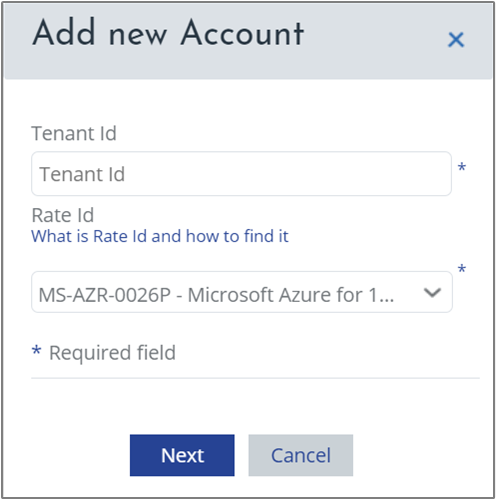 Add new Account
Tenant Id
Tenant Id
*
Rate Id
What is Rate Id and how to find it
*
MS-AZR-0026P - Microsoft Azure for 1...
* Required field
Next
Cancel